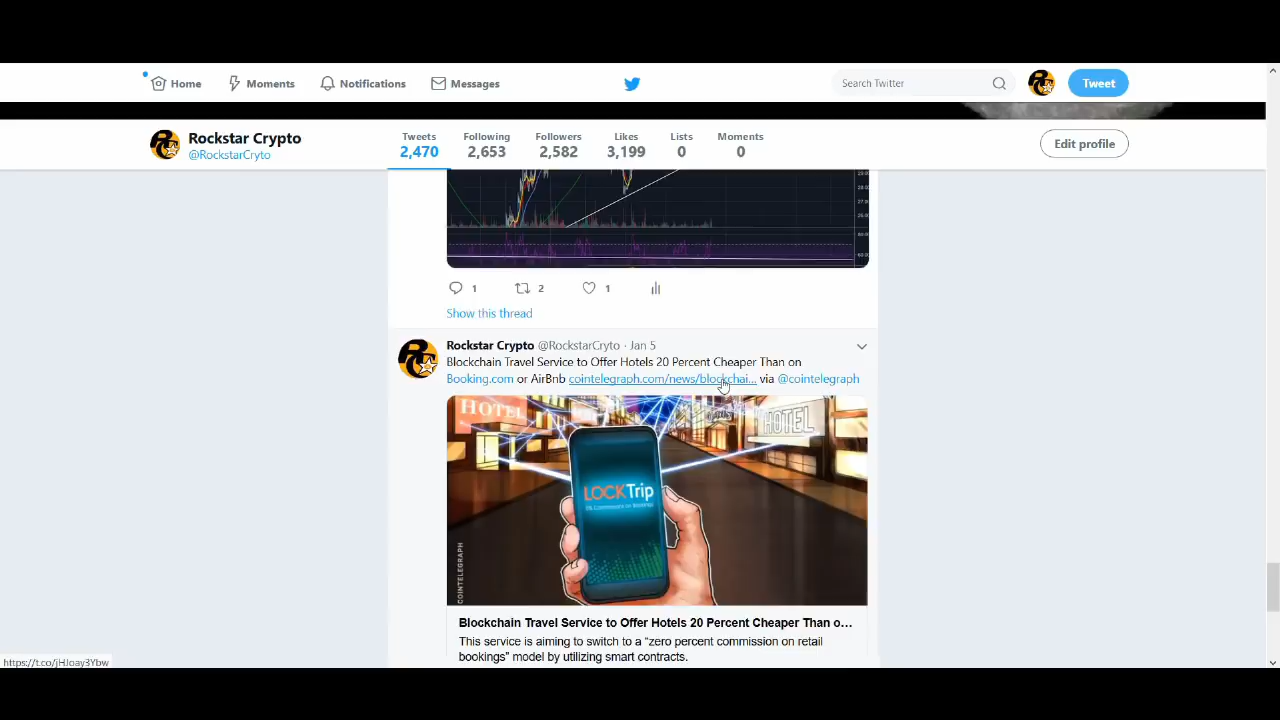 Home
Moments
Notifications
Messages
Search Twitter
Tweet
Rockstar Crypto
@RockstarCryto
Tweets
2,470
Following
2,653
Followers
2,582
Likes
3,199
Lists
0
Moments
0
Edit profile
1
2
1
Show this thread
Rockstar Crypto @RockstarCryto · Jan 5
Blockchain Travel Service to Offer Hotels 20 Percent Cheaper Than on
Booking.com or AirBnb cointelegraph.com/news/blockchai... via @cointelegraph
HOTEL
HOTEL
LOCKTrip
COINTELEGRAPH
Blockchain Travel Service to Offer Hotels 20 Percent Cheaper Than o...
This service is aiming to switch to a “zero percent commission on retail
bookings” model by utilizing smart contracts.
https://t.co/jHJoay3Ybw